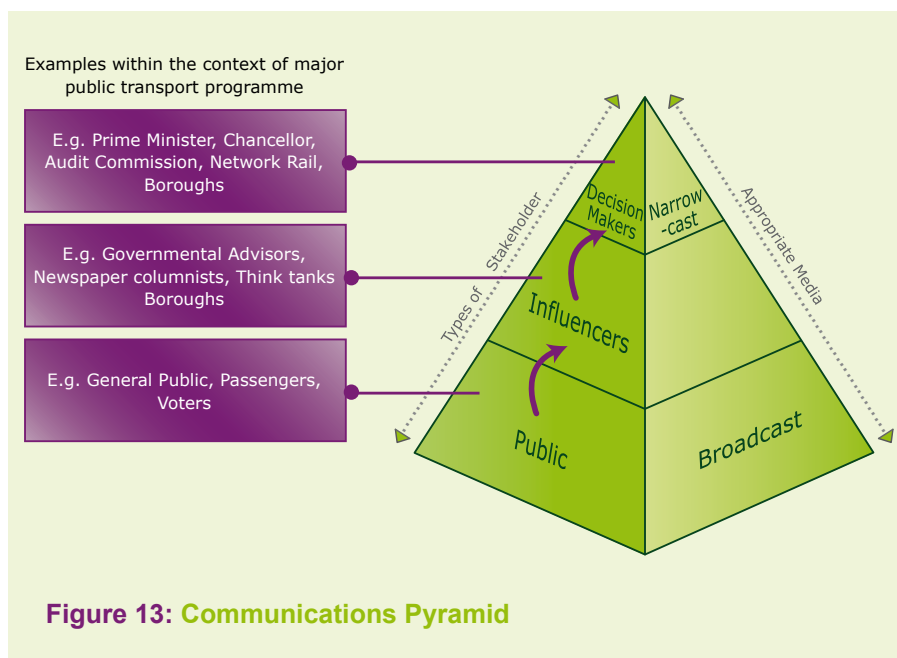 Examples within the context of major
public transport programme
E.g. Prime Minister, Chancellor,
Audit Commission, Network Rail,
Boroughs
E.g. Governmental Advisors,
Newspaper columnists, Think tanks
Boroughs
E.g. General Public, Passengers,
Voters
Types of Stakeholder
Decision
Makers
Narrow
-cast
Appropriate Media
Influencers
Public
Broadcast
Figure 13: Communications Pyramid